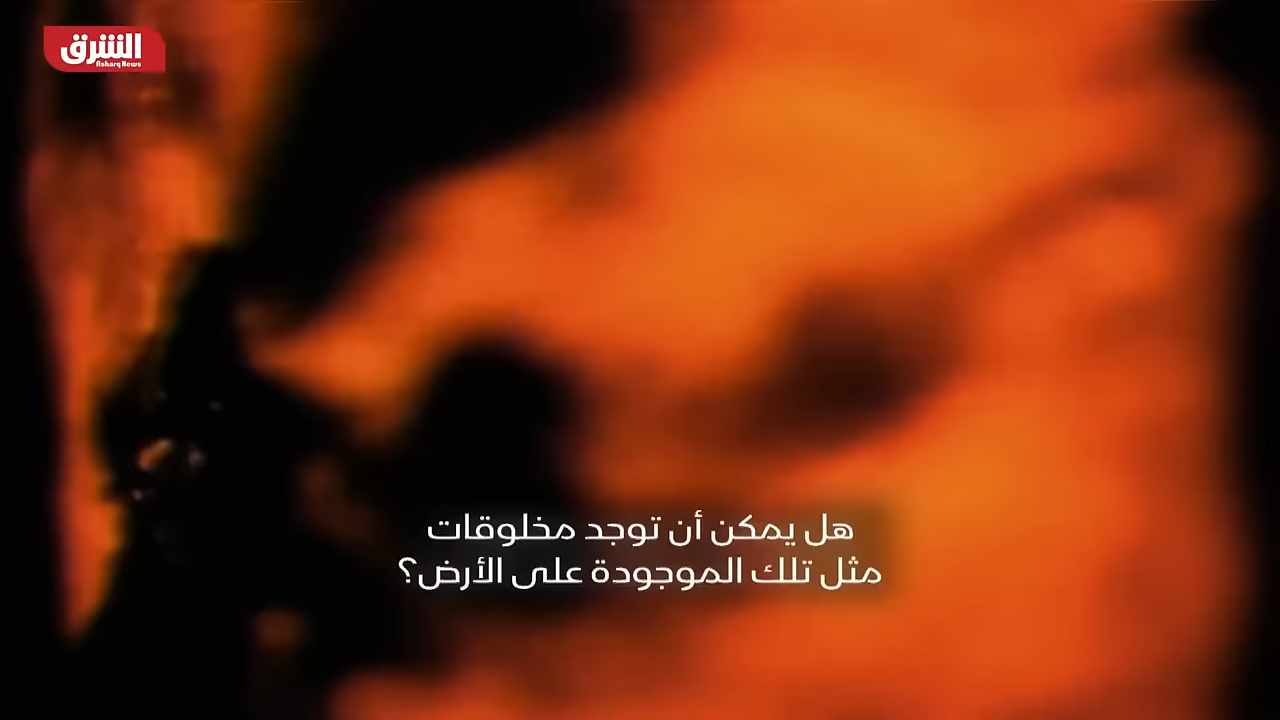 الشرق
Asharq News
هل يمكن أن توجد مخلوقات
مثل تلك الموجودة على الأرض؟